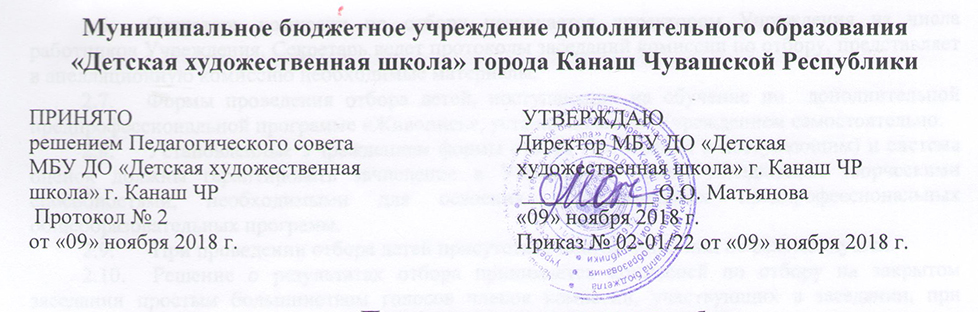 Муниципальное бюджетное учреждение дополнительного образования
«Детская художественная школа» города Канаш Чувашской Республики
ПРИНЯТО
решением Педагогического совета
МБУ ДО «Детская художественная
школа» г. Канаш ЧР
Протокол № 2
от «09» ноября 2018 г.
УТВЕРЖДАЮ
Директор МБУ ДО «Детская
художественная школа» г. Канаш ЧР
О.О. Матьянова
«09» ноября 2018 г.
Приказ № 02-01/22 от «09» ноября 2018 г.